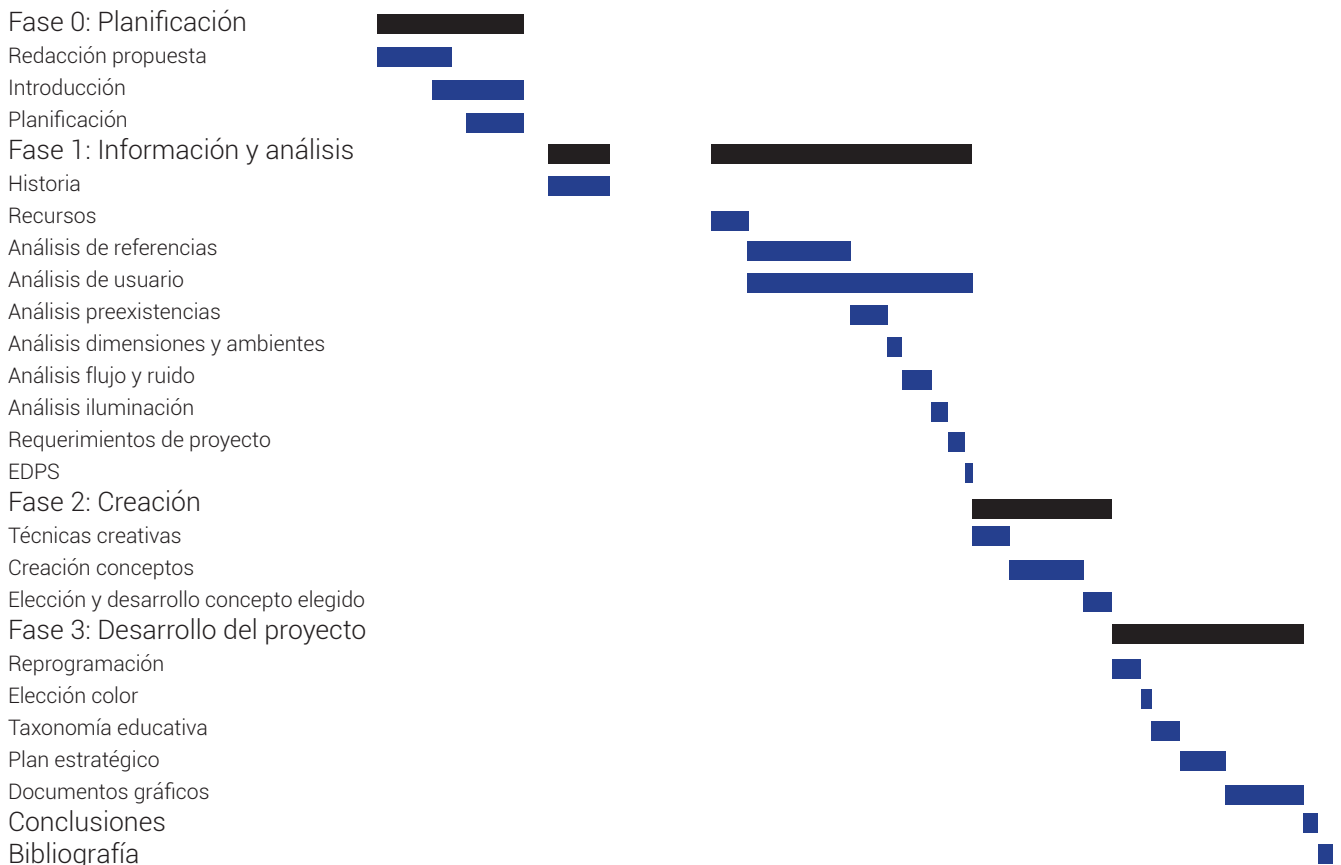 Fase 0: Planificación
Redacción propuesta
Introducción
Planificación
Fase 1: Información y análisis
Historia
Recursos
Análisis de referencias
Análisis de usuario
Análisis preexistencias
Análisis dimensiones y ambientes
Análisis flujo y ruido
Análisis iluminación
Requerimientos de proyecto
EDPS
Fase 2: Creación
Técnicas creativas
Creación conceptos
Elección y desarrollo concepto elegido
Fase 3: Desarrollo del proyecto
Reprogramación
Elección color
Taxonomía educativa
Plan estratégico
Documentos gráficos
Conclusiones
Bibliografía